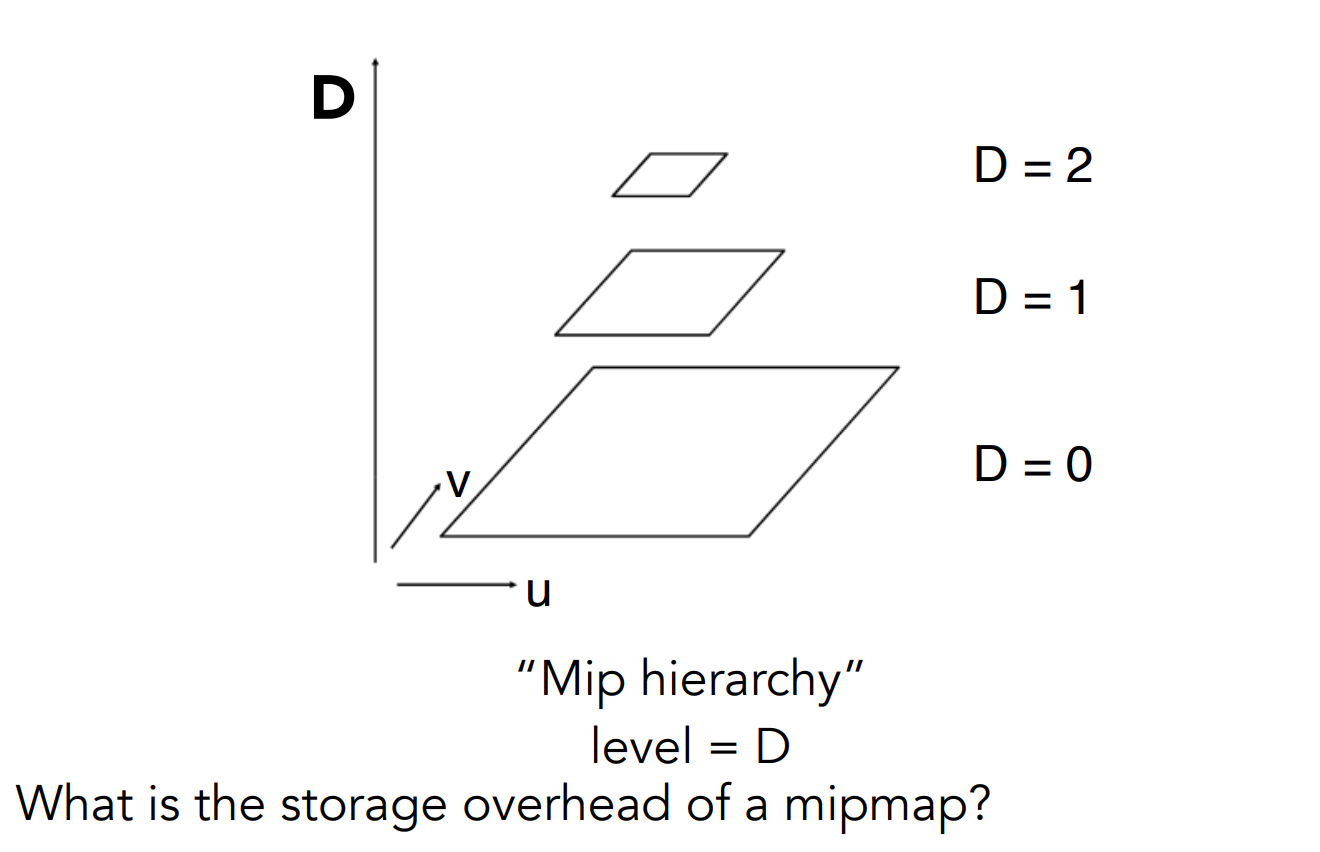 D
D = 2
D = 1
D = 0
v
u
“Mip hierarchy”
level = D
What is the storage overhead of a mipmap?